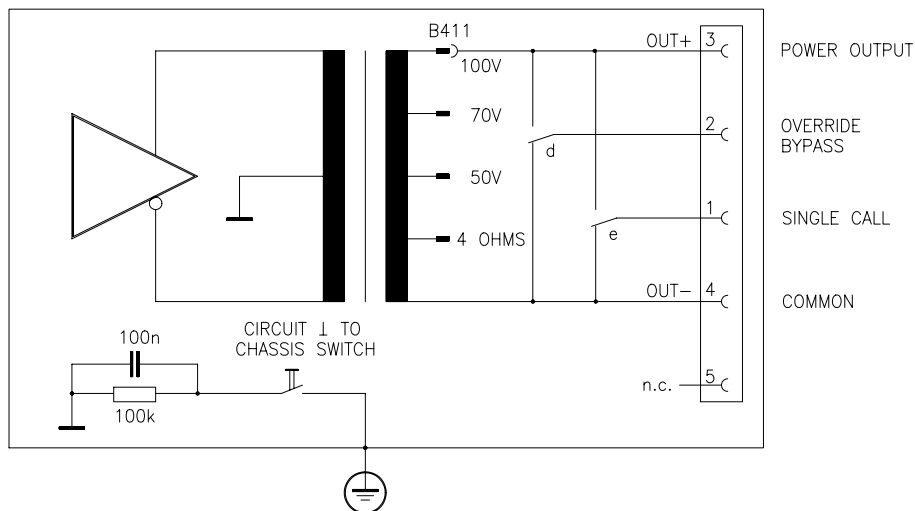 B411
100V
70V
50V
4 OHMS
OUT+ 3
POWER OUTPUT
d
2
OVERRIDE
BYPASS
e
1
SINGLE CALL
OUT- 4
COMMON
n.c. 5
CIRCUIT ⊥ TO
CHASSIS SWITCH
100n
100k